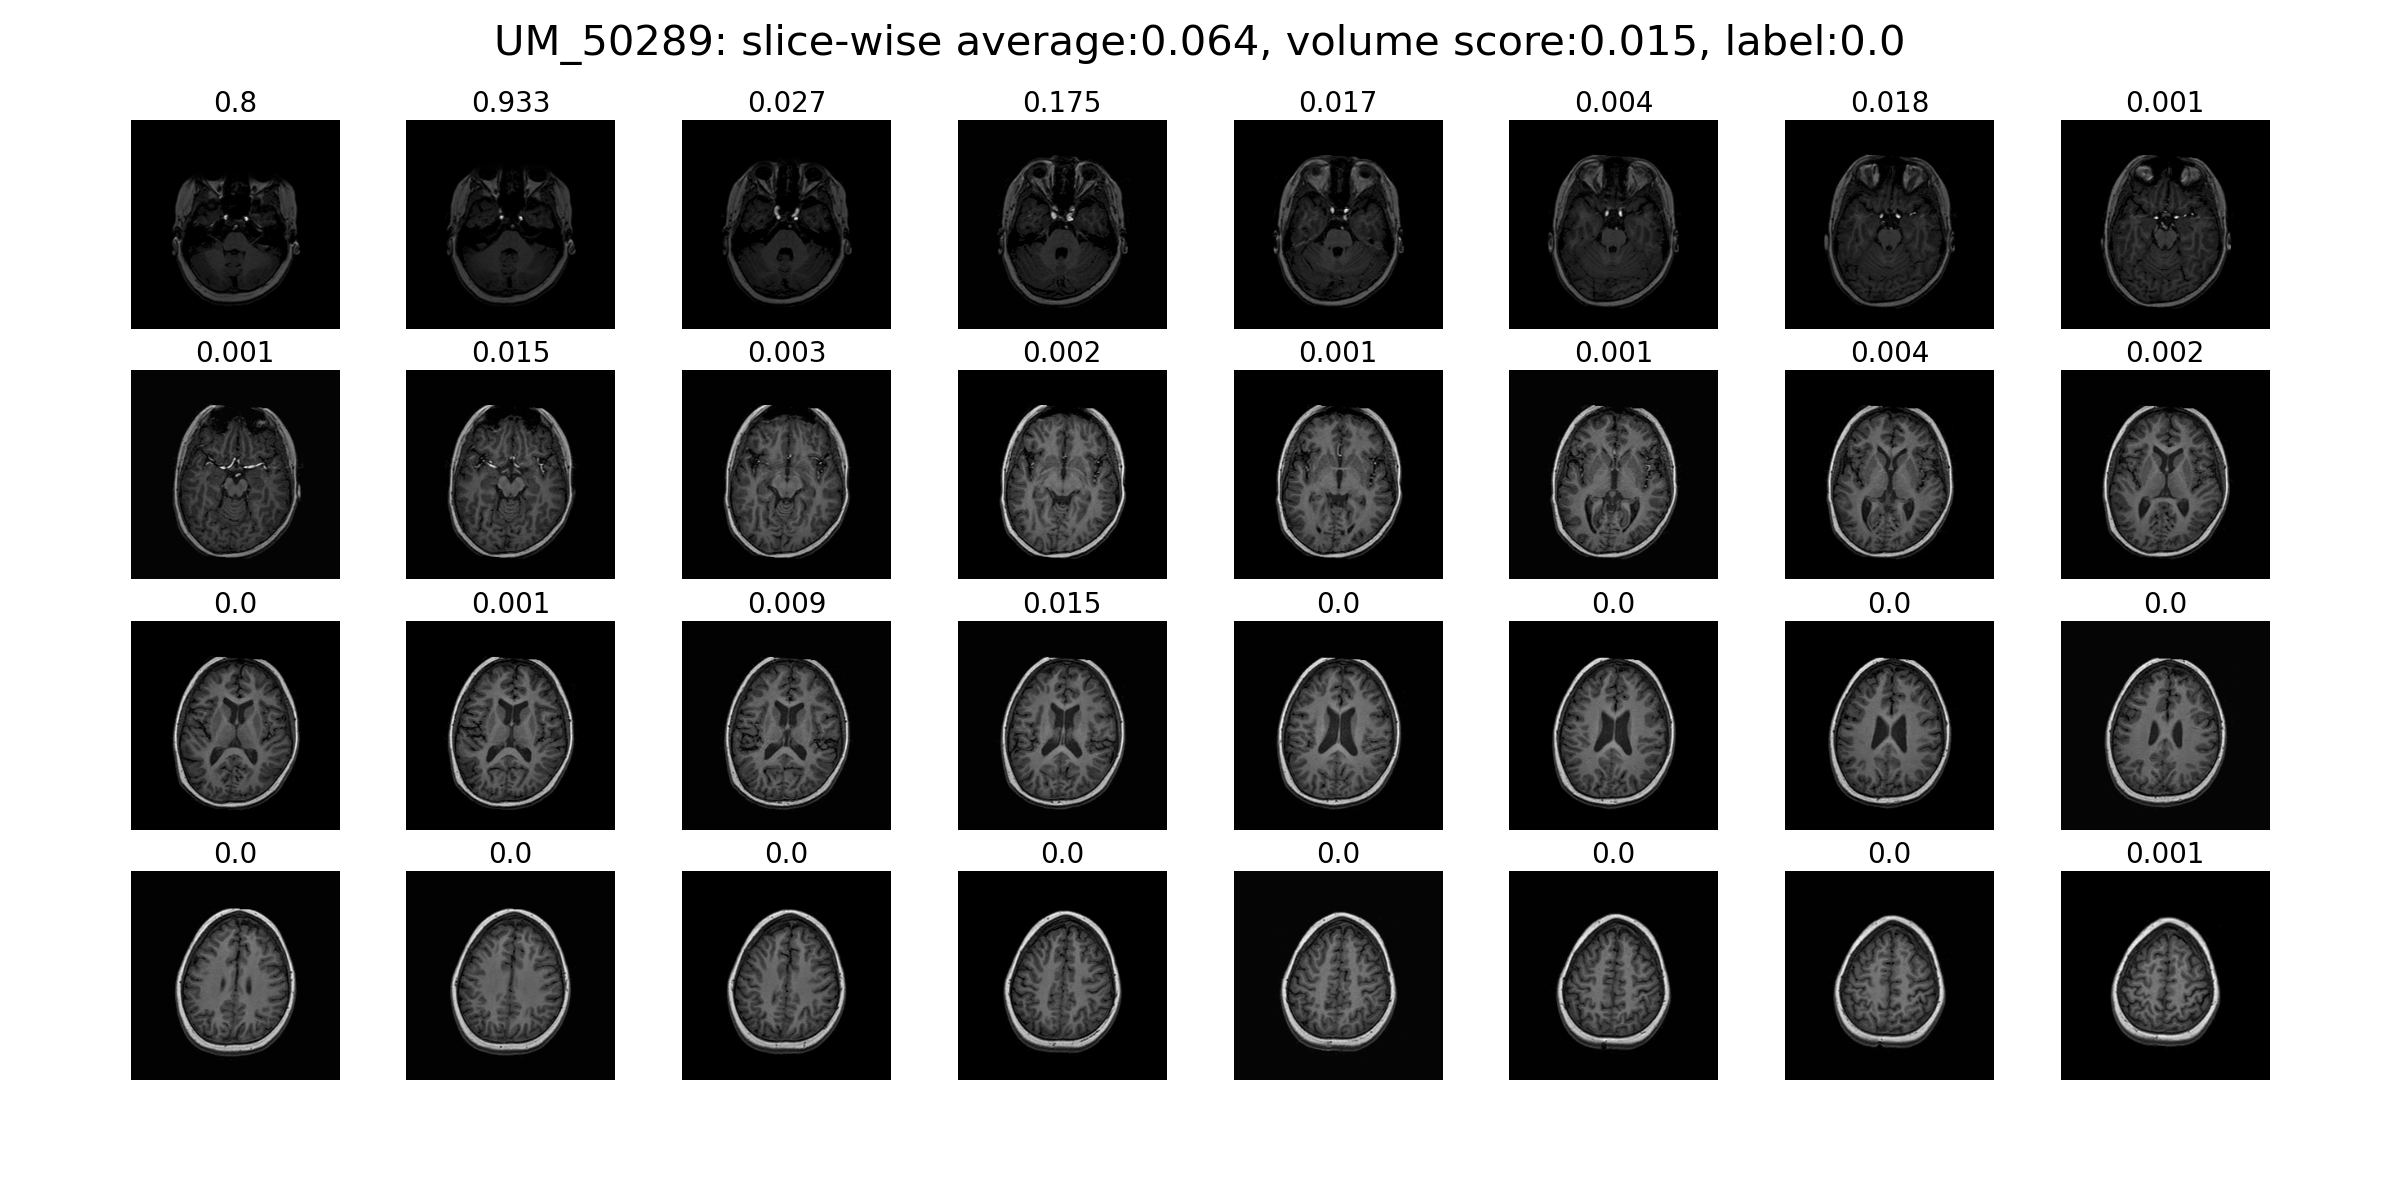 UM_50289: slice-wise average:0.064, volume score:0.015, label:0.0
0.8 0.933 0.027 0.175 0.017 0.004 0.018 0.001
0.001 0.015 0.003 0.002 0.001 0.001 0.004 0.002
0.0 0.001 0.009 0.015 0.0 0.0 0.0 0.0
0.0 0.0 0.0 0.0 0.0 0.0 0.0 0.001